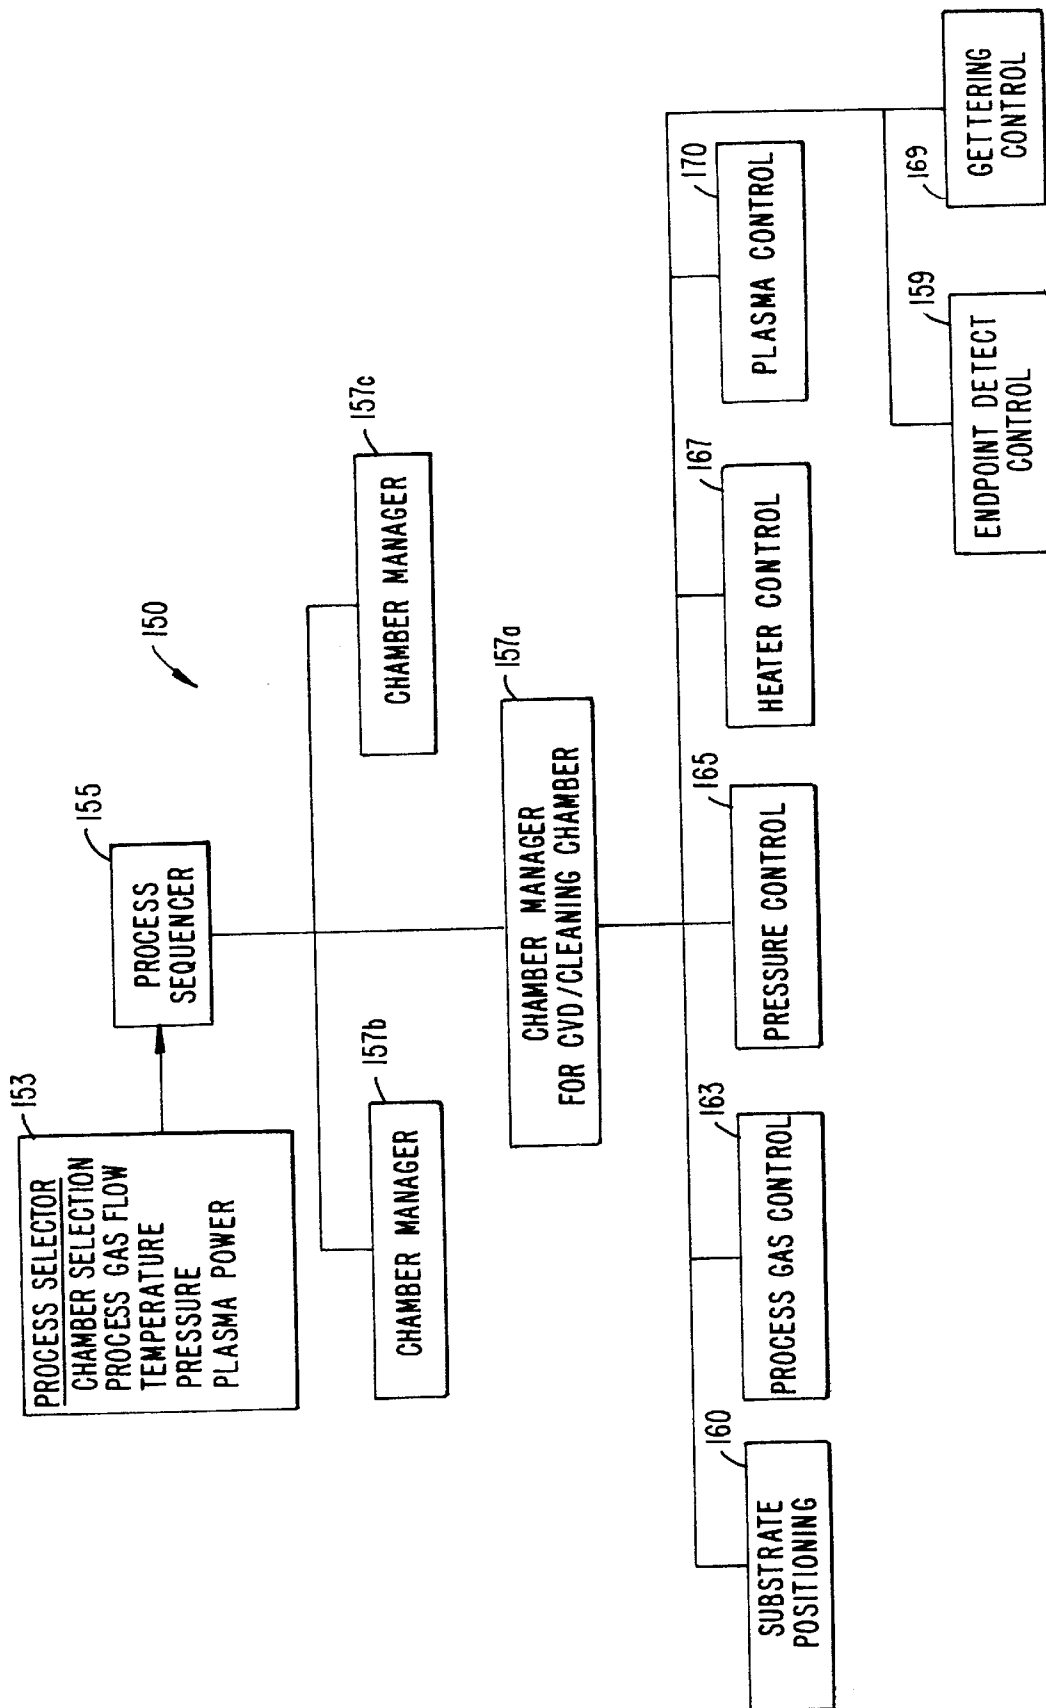 150
153
PROCESS SELECTOR
CHAMBER SELECTION
PROCESS GAS FLOW
TEMPERATURE
PRESSURE
PLASMA POWER
155
PROCESS
SEQUENCER
157b
CHAMBER MANAGER
157c
CHAMBER MANAGER
157a
CHAMBER MANAGER
FOR CVD/CLEANING CHAMBER
160
SUBSTRATE
POSITIONING
163
PROCESS GAS CONTROL
165
PRESSURE CONTROL
167
HEATER CONTROL
170
PLASMA CONTROL
159
ENDPOINT DETECT
CONTROL
169
GETTERING
CONTROL